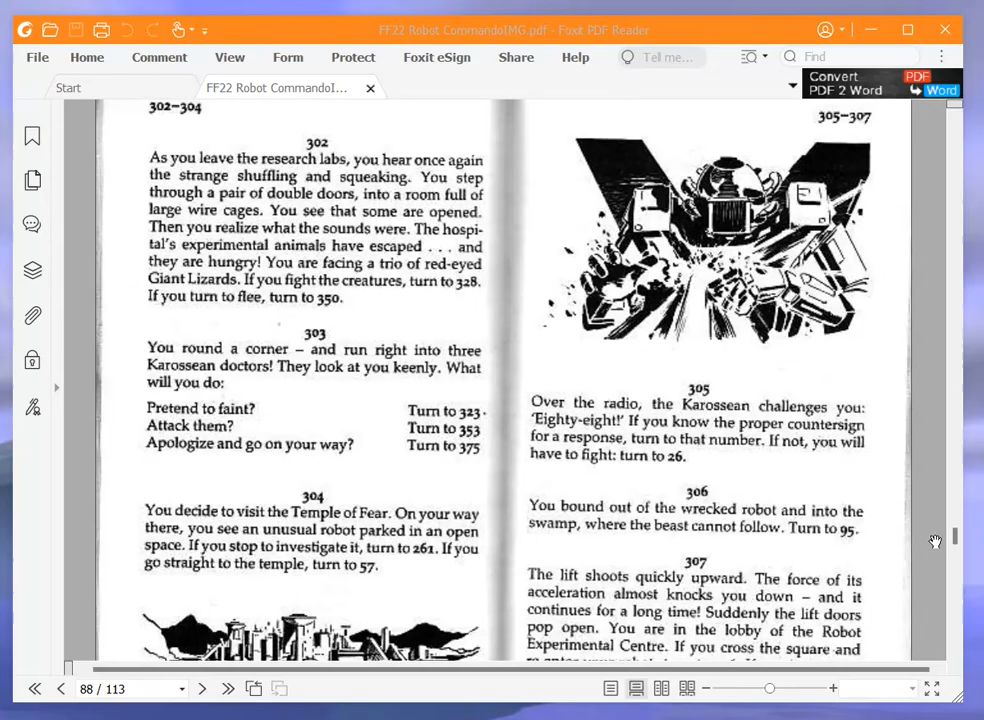 FF22 Robot CommandoIMG.pdf - Foxit PDF Reader
File Home Comment View Form Protect Foxit eSign Share Help Tell me... Find
Start FF22 Robot CommandoI... Convert PDF
PDF 2 Word Word
302-304
302
As you leave the research labs, you hear once again
the strange shuffling and squeaking. You step
through a pair of double doors, into a room full of
large wire cages. You see that some are opened.
Then you realize what the sounds were. The hospi-
tal's experimental animals have escaped . . . and
they are hungry! You are facing a trio of red-eyed
Giant Lizards. If you fight the creatures, turn to 328.
If you turn to flee, turn to 350.
303
You round a corner – and run right into three
Karossean doctors! They look at you keenly. What
will you do:
Pretend to faint? Turn to 323
Attack them? Turn to 353
Apologize and go on your way? Turn to 375
304
You decide to visit the Temple of Fear. On your way
there, you see an unusual robot parked in an open
space. If you stop to investigate it, turn to 261. If you
go straight to the temple, turn to 57.
305-307
305
Over the radio, the Karossean challenges you:
'Eighty-eight!' If you know the proper countersign
for a response, turn to that number. If not, you will
have to fight: turn to 26.
306
You bound out of the wrecked robot and into the
swamp, where the beast cannot follow. Turn to 95.
307
The lift shoots quickly upward. The force of its
acceleration almost knocks you down – and it
continues for a long time! Suddenly the lift doors
pop open. You are in the lobby of the Robot
Experimental Centre. If you cross the square and
88 / 113